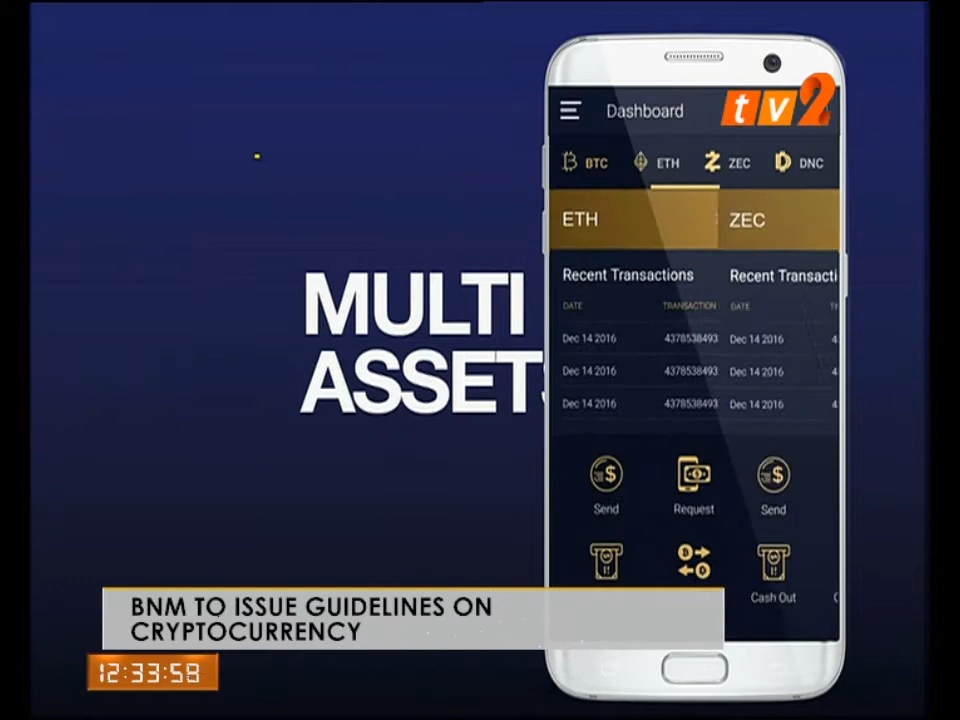 tv2
Dashboard
BTC ETH ZEC DNC
ETH ZEC
Recent Transactions Recent Transacti
DATE TRANSACTION DATE
Dec 14 2016 4378538493 Dec 14 2016
Dec 14 2016 4378538493 Dec 14 2016
Dec 14 2016 4378538493 Dec 14 2016
MULTI
ASSETS
Send Request Send
Cash Out
BNM TO ISSUE GUIDELINES ON
CRYPTOCURRENCY
12:33:58